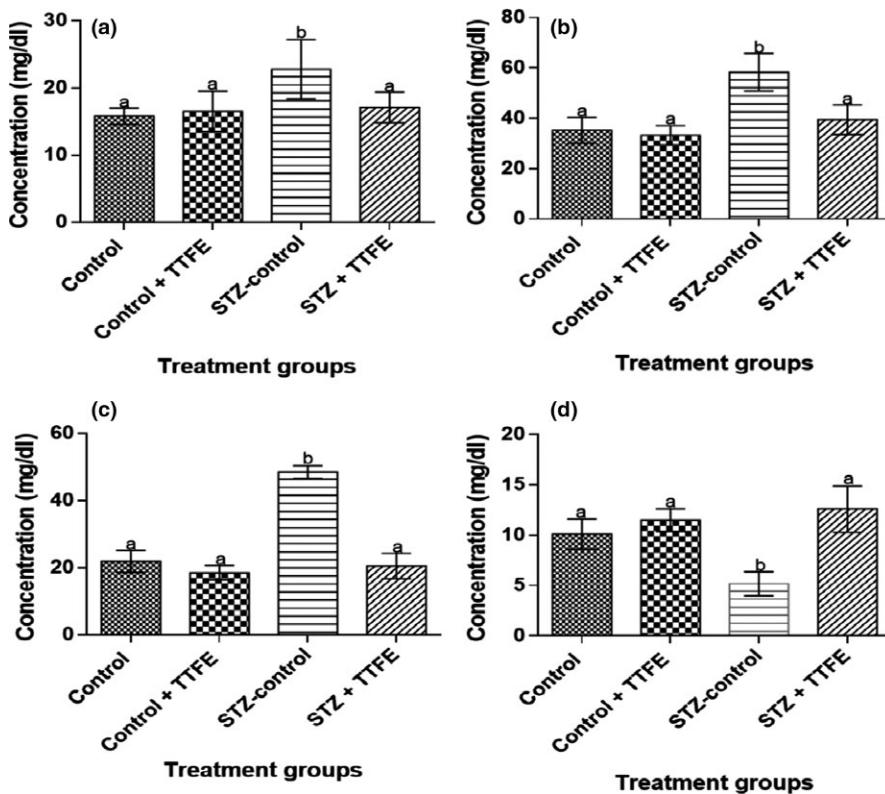 (a)
Concentration (mg/dl)
30
20
10
0
a
a
b
a
Control
Control + TTFE
STZ-control
STZ + TTFE
Treatment groups
(b)
Concentration (mg/dl)
80
60
40
20
0
a
a
b
a
Control
Control + TTFE
STZ-control
STZ + TTFE
Treatment groups
(c)
Concentration (mg/dl)
60
40
20
0
a
a
b
a
Control
Control + TTFE
STZ-control
STZ + TTFE
Treatment groups
(d)
Concentration (mg/dl)
20
15
10
5
0
a
a
b
a
Control
Control + TTFE
STZ-control
STZ + TTFE
Treatment groups